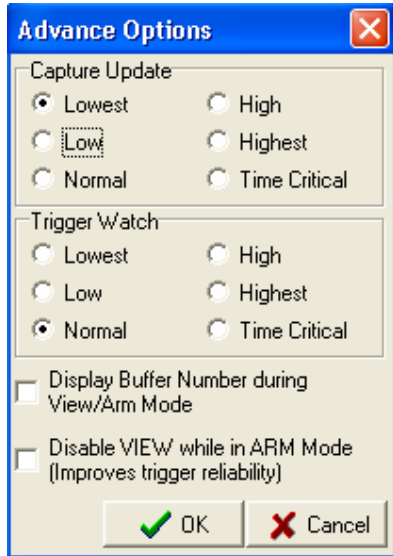 Advance Options
Capture Update
Lowest High
Low Highest
Normal Time Critical
Trigger Watch
Lowest High
Low Highest
Normal Time Critical
Display Buffer Number during
View/Arm Mode
Disable VIEW while in ARM Mode
(Improves trigger reliability)
OK Cancel